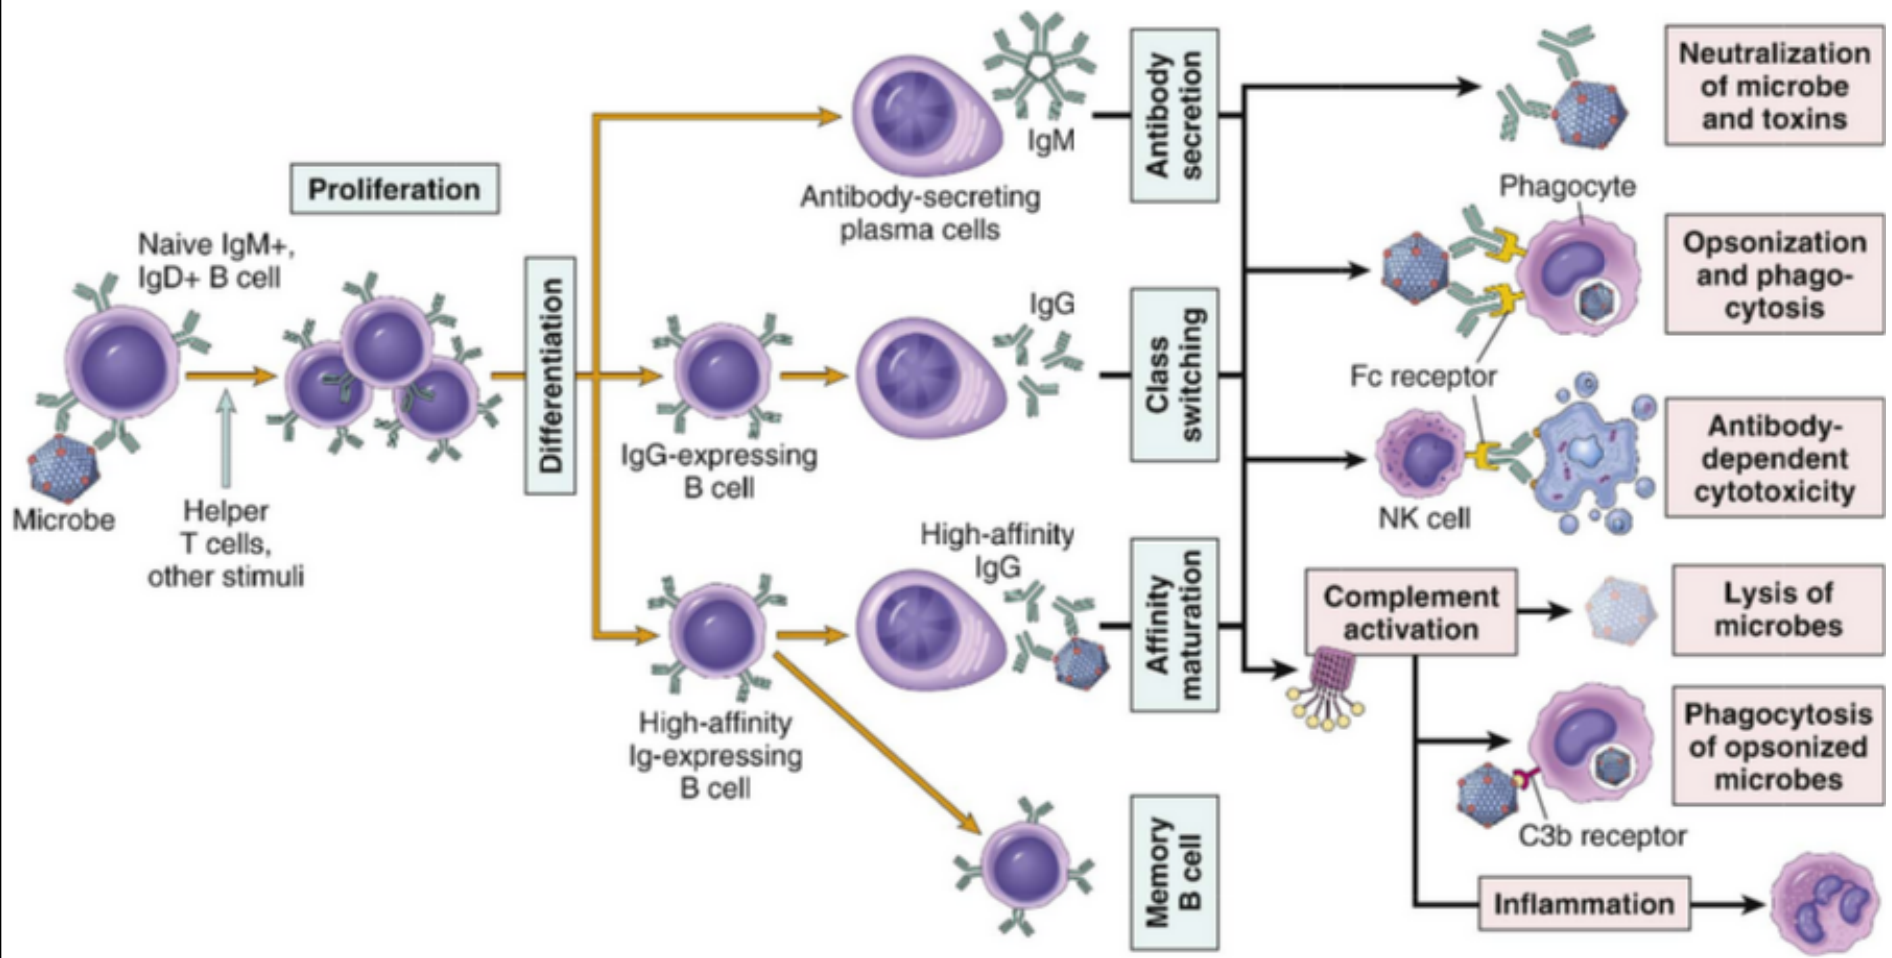 Proliferation
Naive IgM+,
IgD+ B cell
Microbe
Helper
T cells,
other stimuli
Differentiation
IgM
Antibody-secreting
plasma cells
IgG-expressing
B cell
IgG
High-affinity
Ig-expressing
B cell
High-affinity
IgG
Antibody
secretion
Class
switching
Affinity
maturation
Memory
B cell
Neutralization
of microbe
and toxins
Phagocyte
Opsonization
and phago-
cytosis
Fc receptor
NK cell
Antibody-
dependent
cytotoxicity
Complement
activation
Lysis of
microbes
Phagocytosis
of opsonized
microbes
C3b receptor
Inflammation